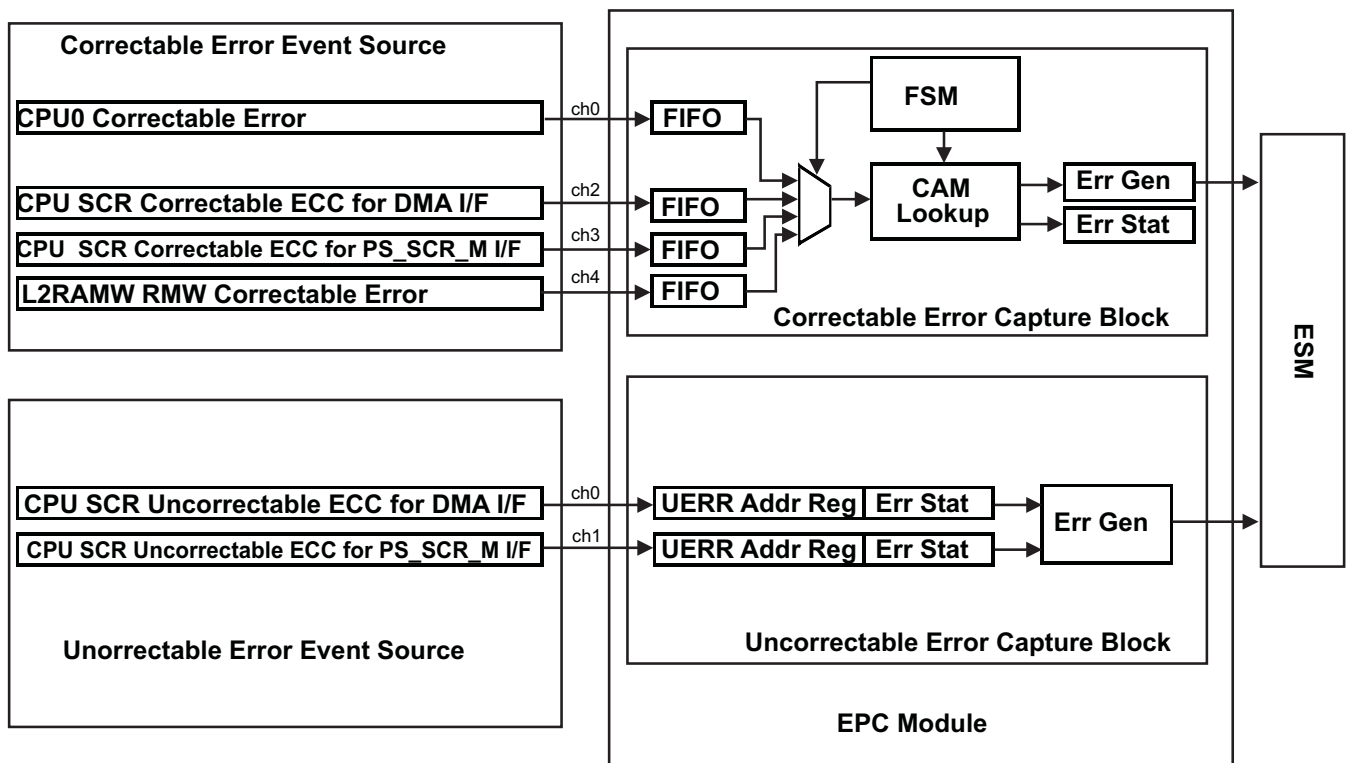 Correctable Error Event Source
CPU0 Correctable Error
ch0
FIFO
CPU SCR Correctable ECC for DMA I/F
ch2
FIFO
CPU SCR Correctable ECC for PS_SCR_M I/F
ch3
FIFO
L2RAMW RMW Correctable Error
ch4
FIFO
FSM
CAM
Lookup
Err Gen
Err Stat
Correctable Error Capture Block
ESM
CPU SCR Uncorrectable ECC for DMA I/F
ch0
UERR Addr Reg
Err Stat
CPU SCR Uncorrectable ECC for PS_SCR_M I/F
ch1
UERR Addr Reg
Err Stat
Err Gen
Unorrectable Error Event Source
Uncorrectable Error Capture Block
EPC Module